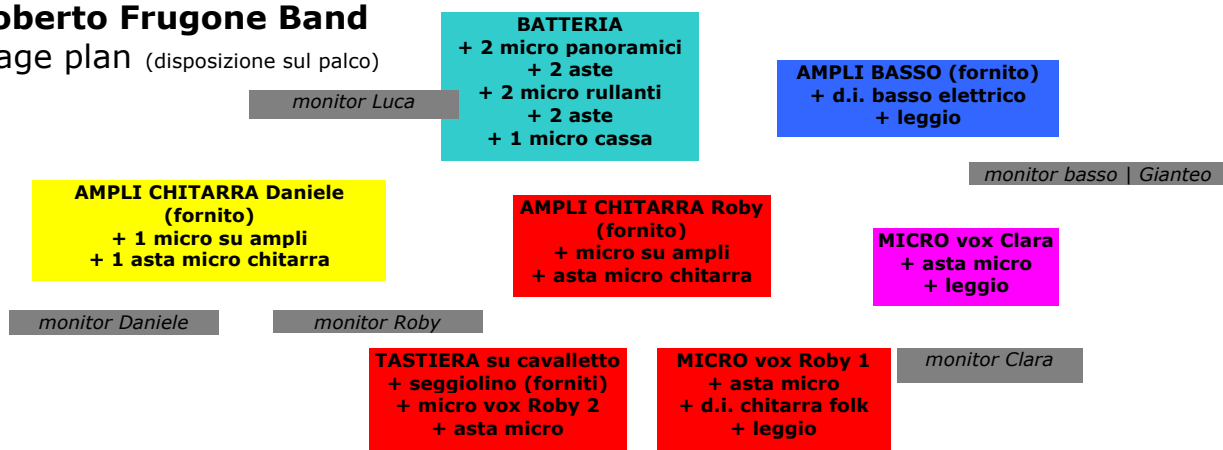 oberto Frugone Band
age plan (disposizione sul palco)
BATTERIA
+ 2 micro panoramici
+ 2 aste
+ 2 micro rullanti
+ 2 aste
+ 1 micro cassa
AMPLI BASSO (fornito)
+ d.i. basso elettrico
+ leggio
monitor Luca
monitor basso | Gianteo
AMPLI CHITARRA Daniele
(fornito)
+ 1 micro su ampli
+ 1 asta micro chitarra
AMPLI CHITARRA Roby
(fornito)
+ micro su ampli
+ asta micro chitarra
MICRO vox Clara
+ asta micro
+ leggio
monitor Daniele
monitor Roby
TASTIERA su cavalletto
+ seggiolino (forniti)
+ micro vox Roby 2
+ asta micro
MICRO vox Roby 1
+ asta micro
+ d.i. chitarra folk
+ leggio
monitor Clara